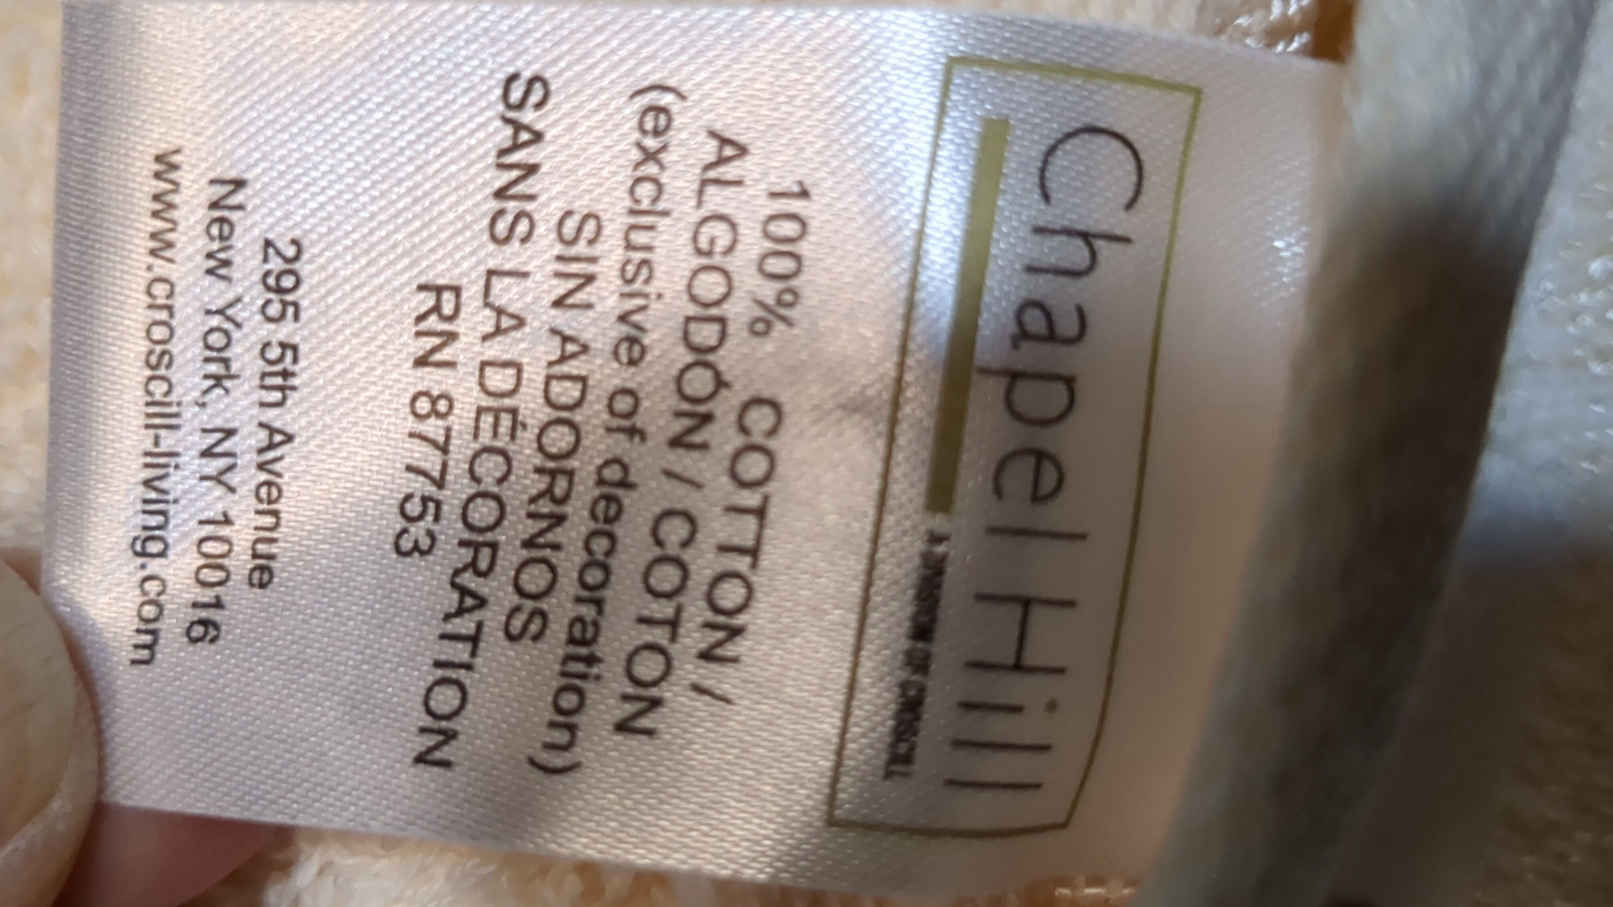 Chapel Hill
A DIVISION OF CROSCILL
100% COTTON /
ALGODÓN / COTON
(exclusive of decoration)
SIN ADORNOS
SANS LA DÉCORATION
RN 87753
295 5th Avenue
New York, NY 10016
www.croscill-living.com